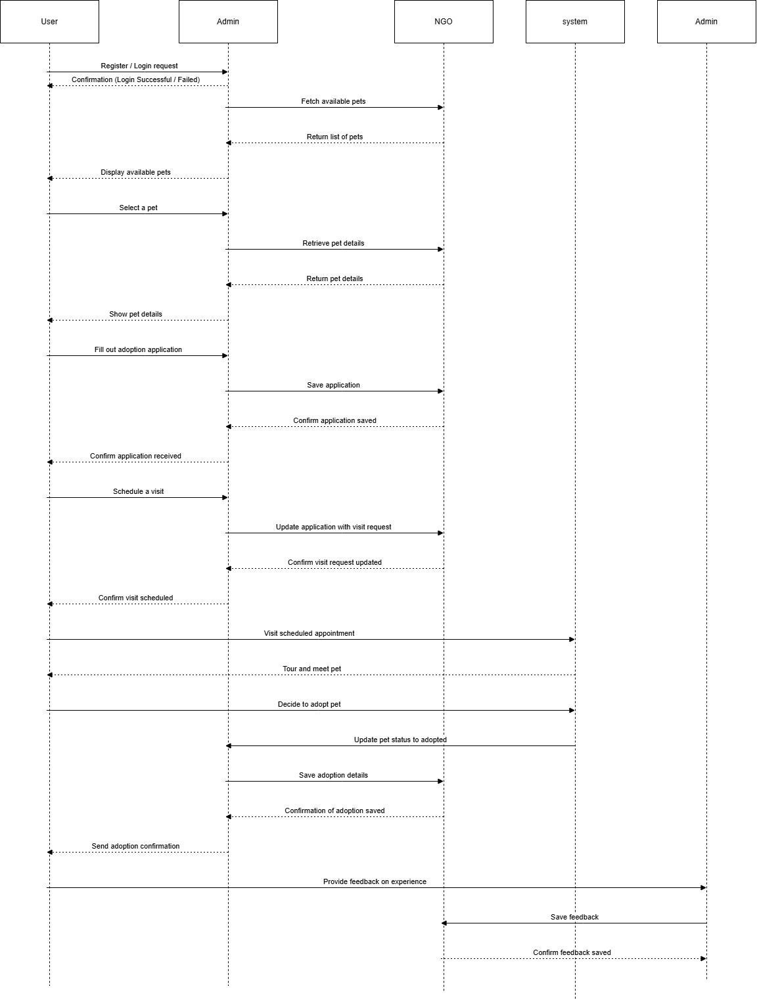 User
Admin
NGO
system
Admin
Register / Login request
Confirmation (Login Successful / Failed)
Fetch available pets
Return list of pets
Display available pets
Select a pet
Retrieve pet details
Return pet details
Show pet details
Fill out adoption application
Save application
Confirm application saved
Confirm application received
Schedule a visit
Update application with visit request
Confirm visit request updated
Confirm visit scheduled
Visit scheduled appointment
Tour and meet pet
Decide to adopt pet
Update pet status to adopted
Save adoption details
Confirmation of adoption saved
Send adoption confirmation
Provide feedback on experience
Save feedback
Confirm feedback saved